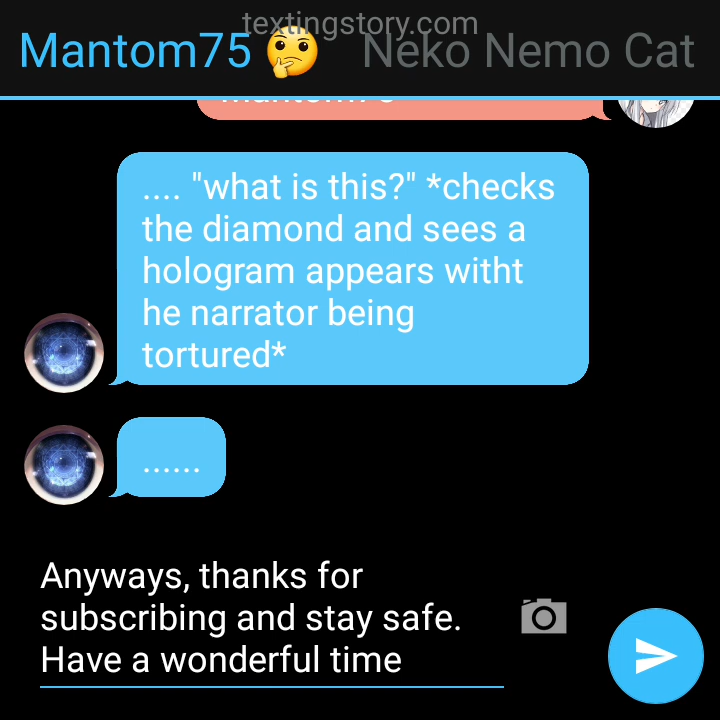 textingstory.com
Mantom75🤔 Neko Nemo Cat
.... "what is this?" *checks
the diamond and sees a
hologram appears witht
he narrator being
tortured*
......
Anyways, thanks for
subscribing and stay safe.
Have a wonderful time